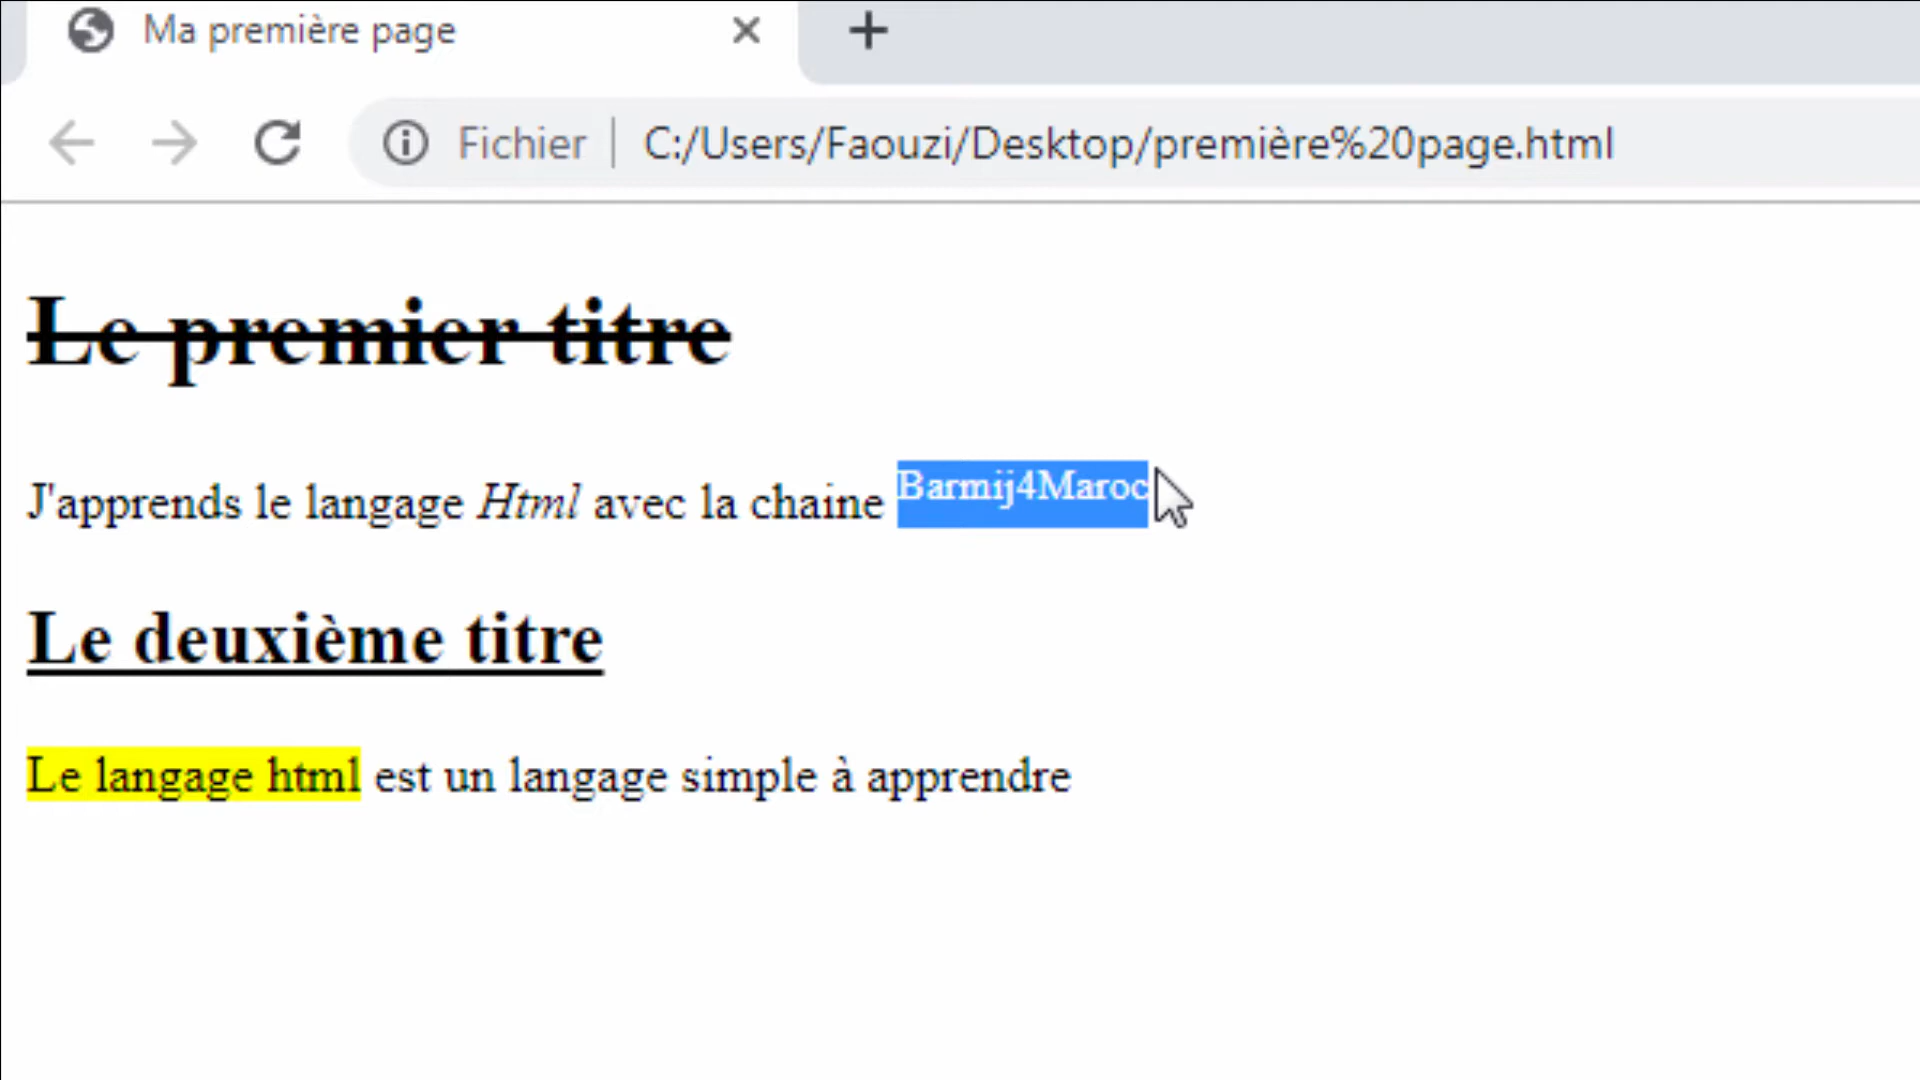 Ma première page
Fichier C:/Users/Faouzi/Desktop/première%20page.html
Le premier titre
J'apprends le langage Html avec la chaine Barmij4Maroc
Le deuxième titre
Le langage html est un langage simple à apprendre